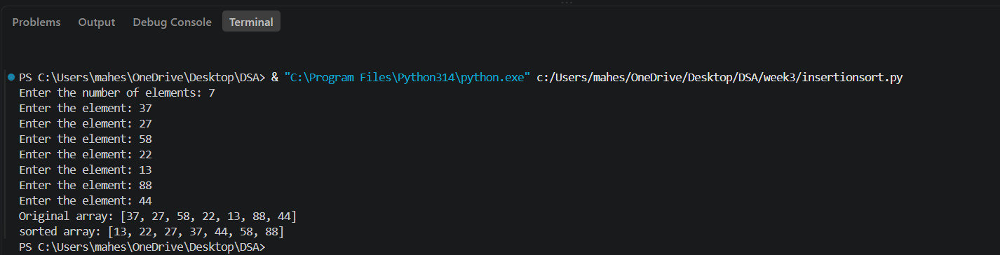 Problems Output Debug Console Terminal
PS C:\Users\mahes\OneDrive\Desktop\DSA> & "C:\Program Files\Python314\python.exe" c:/Users/mahes/OneDrive/Desktop/DSA/week3/insertionsort.py
Enter the number of elements: 7
Enter the element: 37
Enter the element: 27
Enter the element: 58
Enter the element: 22
Enter the element: 13
Enter the element: 88
Enter the element: 44
Original array: [37, 27, 58, 22, 13, 88, 44]
sorted array: [13, 22, 27, 37, 44, 58, 88]
PS C:\Users\mahes\OneDrive\Desktop\DSA>